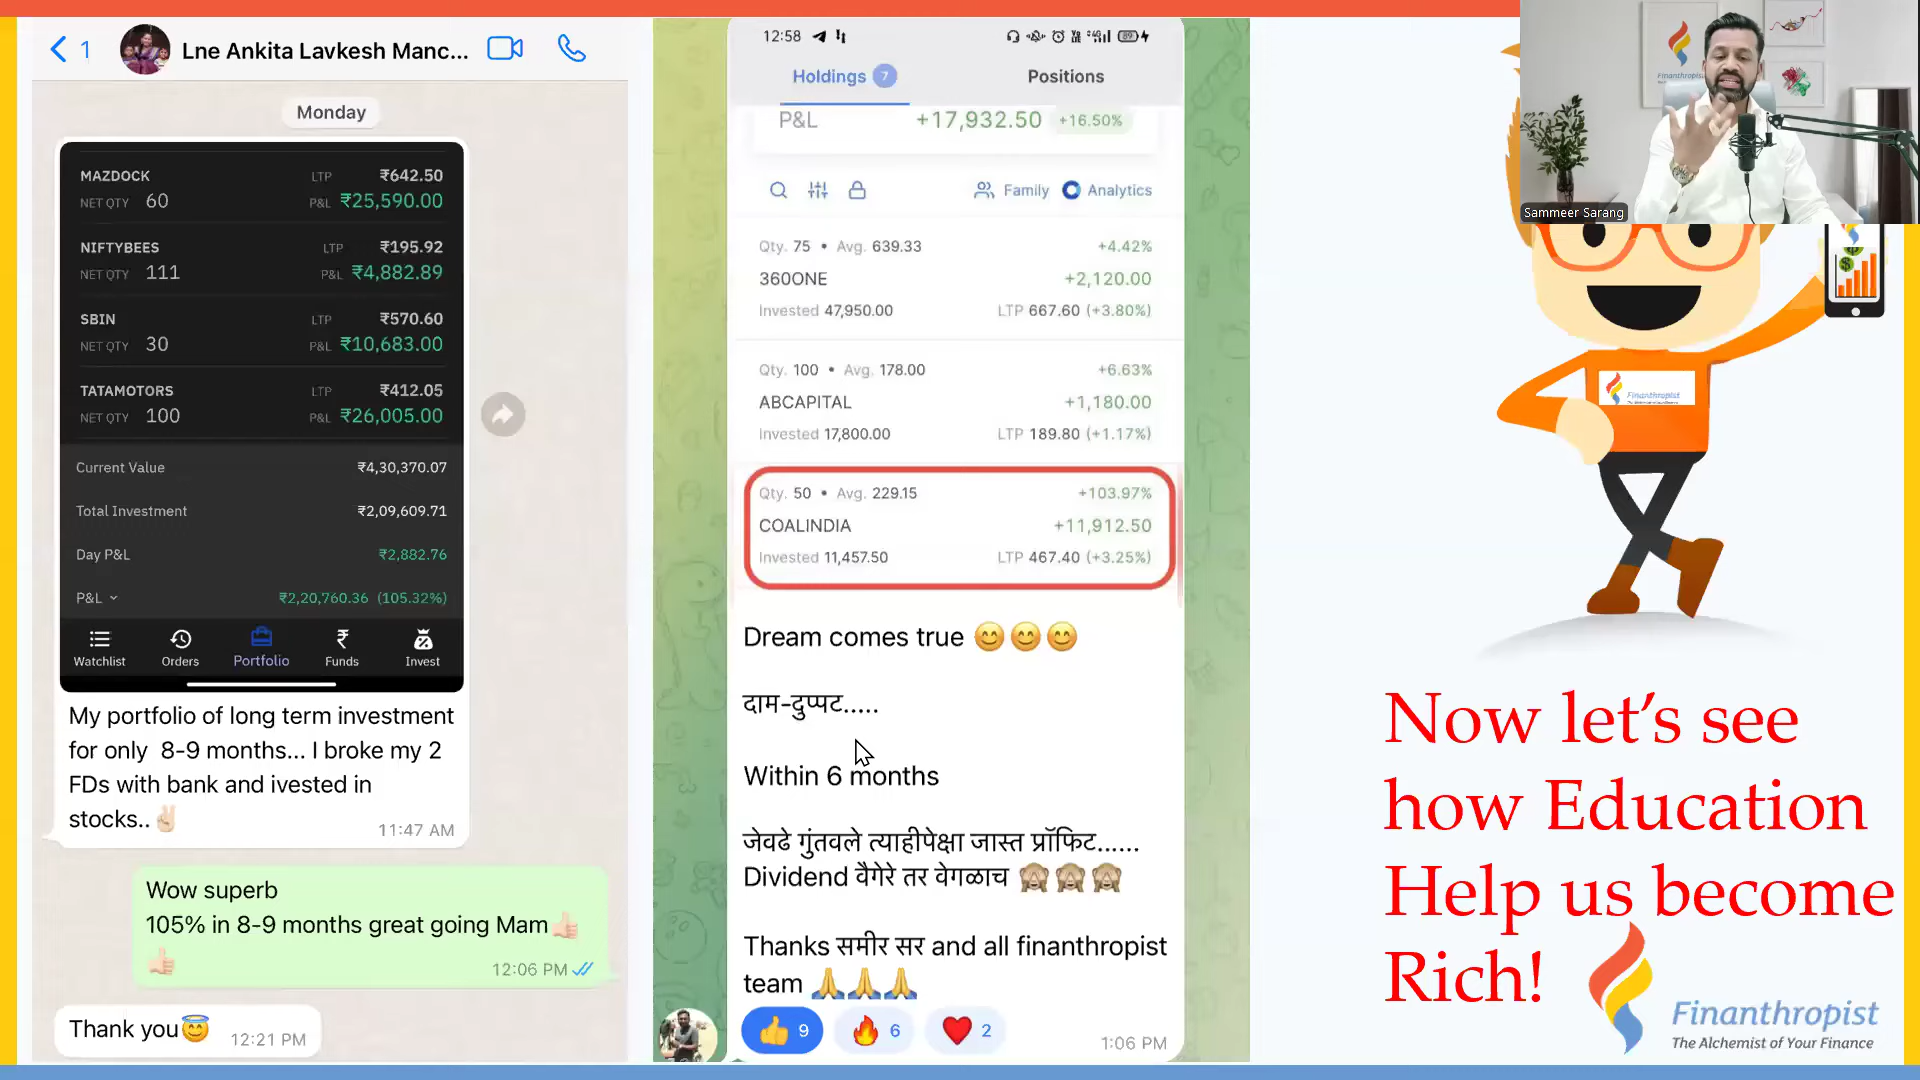 1
Lne Ankita Lavkesh Manc...
Monday
MAZDOCK LTP ₹642.50
NET QTY 60 P&L ₹25,590.00
NIFTYBEES LTP ₹195.92
NET QTY 111 P&L ₹4,882.89
SBIN LTP ₹570.60
NET QTY 30 P&L ₹10,683.00
TATAMOTORS LTP ₹412.05
NET QTY 100 P&L ₹26,005.00
Current Value ₹4,30,370.07
Total Investment ₹2,09,609.71
Day P&L ₹2,882.76
P&L ₹2,20,760.36 (105.32%)
Watchlist Orders Portfolio Funds Invest
My portfolio of long term investment
for only 8-9 months... I broke my 2
FDs with bank and ivested in
stocks..✌🏻
11:47 AM
Wow superb
105% in 8-9 months great going Mam👍🏻
👍🏻
12:06 PM
Thank you😇
12:21 PM
12:58
89
Holdings 7 Positions
P&L +17,932.50 +16.50%
Family Analytics
Qty. 75 • Avg. 639.33 +4.42%
360ONE +2,120.00
Invested 47,950.00 LTP 667.60 (+3.80%)
Qty. 100 • Avg. 178.00 +6.63%
ABCAPITAL +1,180.00
Invested 17,800.00 LTP 189.80 (+1.17%)
Qty. 50 • Avg. 229.15 +103.97%
COALINDIA +11,912.50
Invested 11,457.50 LTP 467.40 (+3.25%)
Dream comes true 😊😊😊
दाम-दुप्पट.....
Within 6 months
जेवढे गुंतवले त्याहीपेक्षा जास्त प्रॉफिट......
Dividend वैगेरे तर वेगळाच 🙈🙈🙈
Thanks समीर सर and all finanthropist
team 🙏🙏🙏
👍 9 🔥 6 ❤️ 2
1:06 PM
Finanthropist
Sammeer Sarang
Finanthropist
Now let’s see
how Education
Help us become
Rich!
Finanthropist
The Alchemist of Your Finance